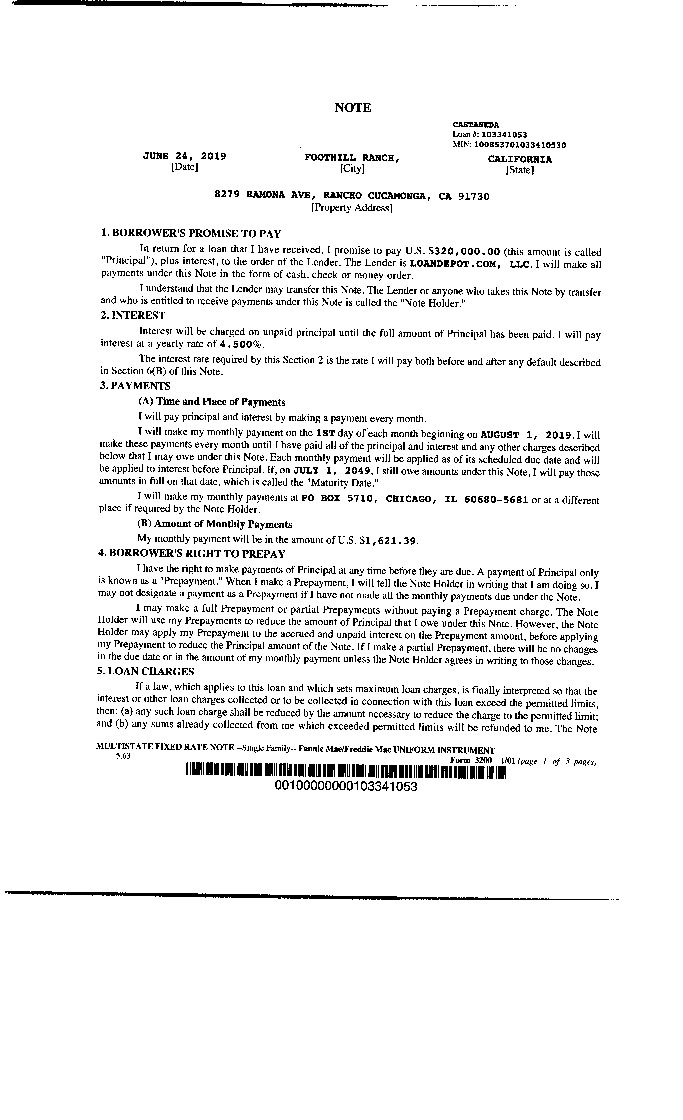 NOTE
CASTANEDA
Loan #: 103341053
MIN: 100853701033410530
JUNE 24, 2019 FOOTHILL RANCH, CALIFORNIA
[Date] [City] [State]
8279 RAMONA AVE, RANCHO CUCAMONGA, CA 91730
[Property Address]
1. BORROWER'S PROMISE TO PAY
In return for a loan that I have received, I promise to pay U.S. $320,000.00 (this amount is called
"Principal"), plus interest, to the order of the Lender. The Lender is LOANDEPOT.COM, LLC. I will make all
payments under this Note in the form of cash, check or money order.
I understand that the Lender may transfer this Note. The Lender or anyone who takes this Note by transfer
and who is entitled to receive payments under this Note is called the "Note Holder."
2. INTEREST
Interest will be charged on unpaid principal until the full amount of Principal has been paid. I will pay
interest at a yearly rate of 4.500%.
The interest rate required by this Section 2 is the rate I will pay both before and after any default described
in Section 6(B) of this Note.
3. PAYMENTS
(A) Time and Place of Payments
I will pay principal and interest by making a payment every month.
I will make my monthly payment on the 1ST day of each month beginning on AUGUST 1, 2019. I will
make these payments every month until I have paid all of the principal and interest and any other charges described
below that I may owe under this Note. Each monthly payment will be applied as of its scheduled due date and will
be applied to interest before Principal. If, on JULY 1, 2049, I still owe amounts under this Note, I will pay those
amounts in full on that date, which is called the "Maturity Date."
I will make my monthly payments at PO BOX 5710, CHICAGO, IL 60680-5681 or at a different
place if required by the Note Holder.
(B) Amount of Monthly Payments
My monthly payment will be in the amount of U.S. $1,621.39.
4. BORROWER'S RIGHT TO PREPAY
I have the right to make payments of Principal at any time before they are due. A payment of Principal only
is known as a "Prepayment." When I make a Prepayment, I will tell the Note Holder in writing that I am doing so. I
may not designate a payment as a Prepayment if I have not made all the monthly payments due under the Note.
I may make a full Prepayment or partial Prepayments without paying a Prepayment charge. The Note
Holder will use my Prepayments to reduce the amount of Principal that I owe under this Note. However, the Note
Holder may apply my Prepayment to the accrued and unpaid interest on the Prepayment amount, before applying
my Prepayment to reduce the Principal amount of the Note. If I make a partial Prepayment, there will be no changes
in the due date or in the amount of my monthly payment unless the Note Holder agrees in writing to those changes.
5. LOAN CHARGES
If a law, which applies to this loan and which sets maximum loan charges, is finally interpreted so that the
interest or other loan charges collected or to be collected in connection with this loan exceed the permitted limits,
then: (a) any such loan charge shall be reduced by the amount necessary to reduce the charge to the permitted limit;
and (b) any sums already collected from me which exceeded permitted limits will be refunded to me. The Note
MULTISTATE FIXED RATE NOTE --Single Family-- Fannie Mae/Freddie Mac UNIFORM INSTRUMENT
5.63 Form 3200 1/01 (page 1 of 3 pages)
00100000000103341053